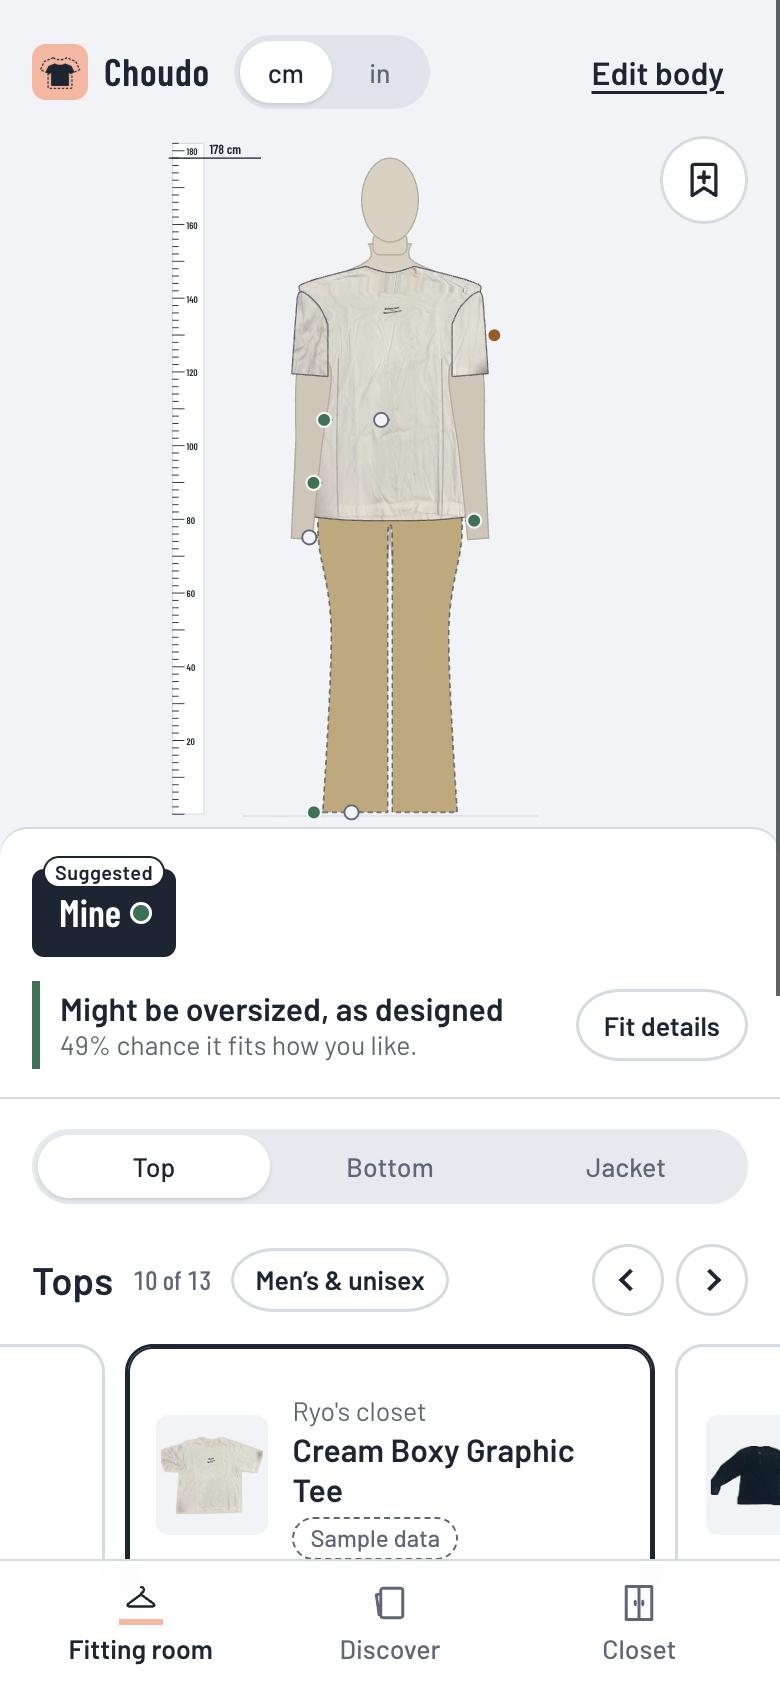 Choudo
cm
in
Edit body
178 cm
180
160
140
120
100
80
60
40
20
Suggested
Mine
Might be oversized, as designed
49% chance it fits how you like.
Fit details
Top
Bottom
Jacket
Tops
10 of 13
Men’s & unisex
Ryo's closet
Cream Boxy Graphic
Tee
Sample data
Fitting room
Discover
Closet